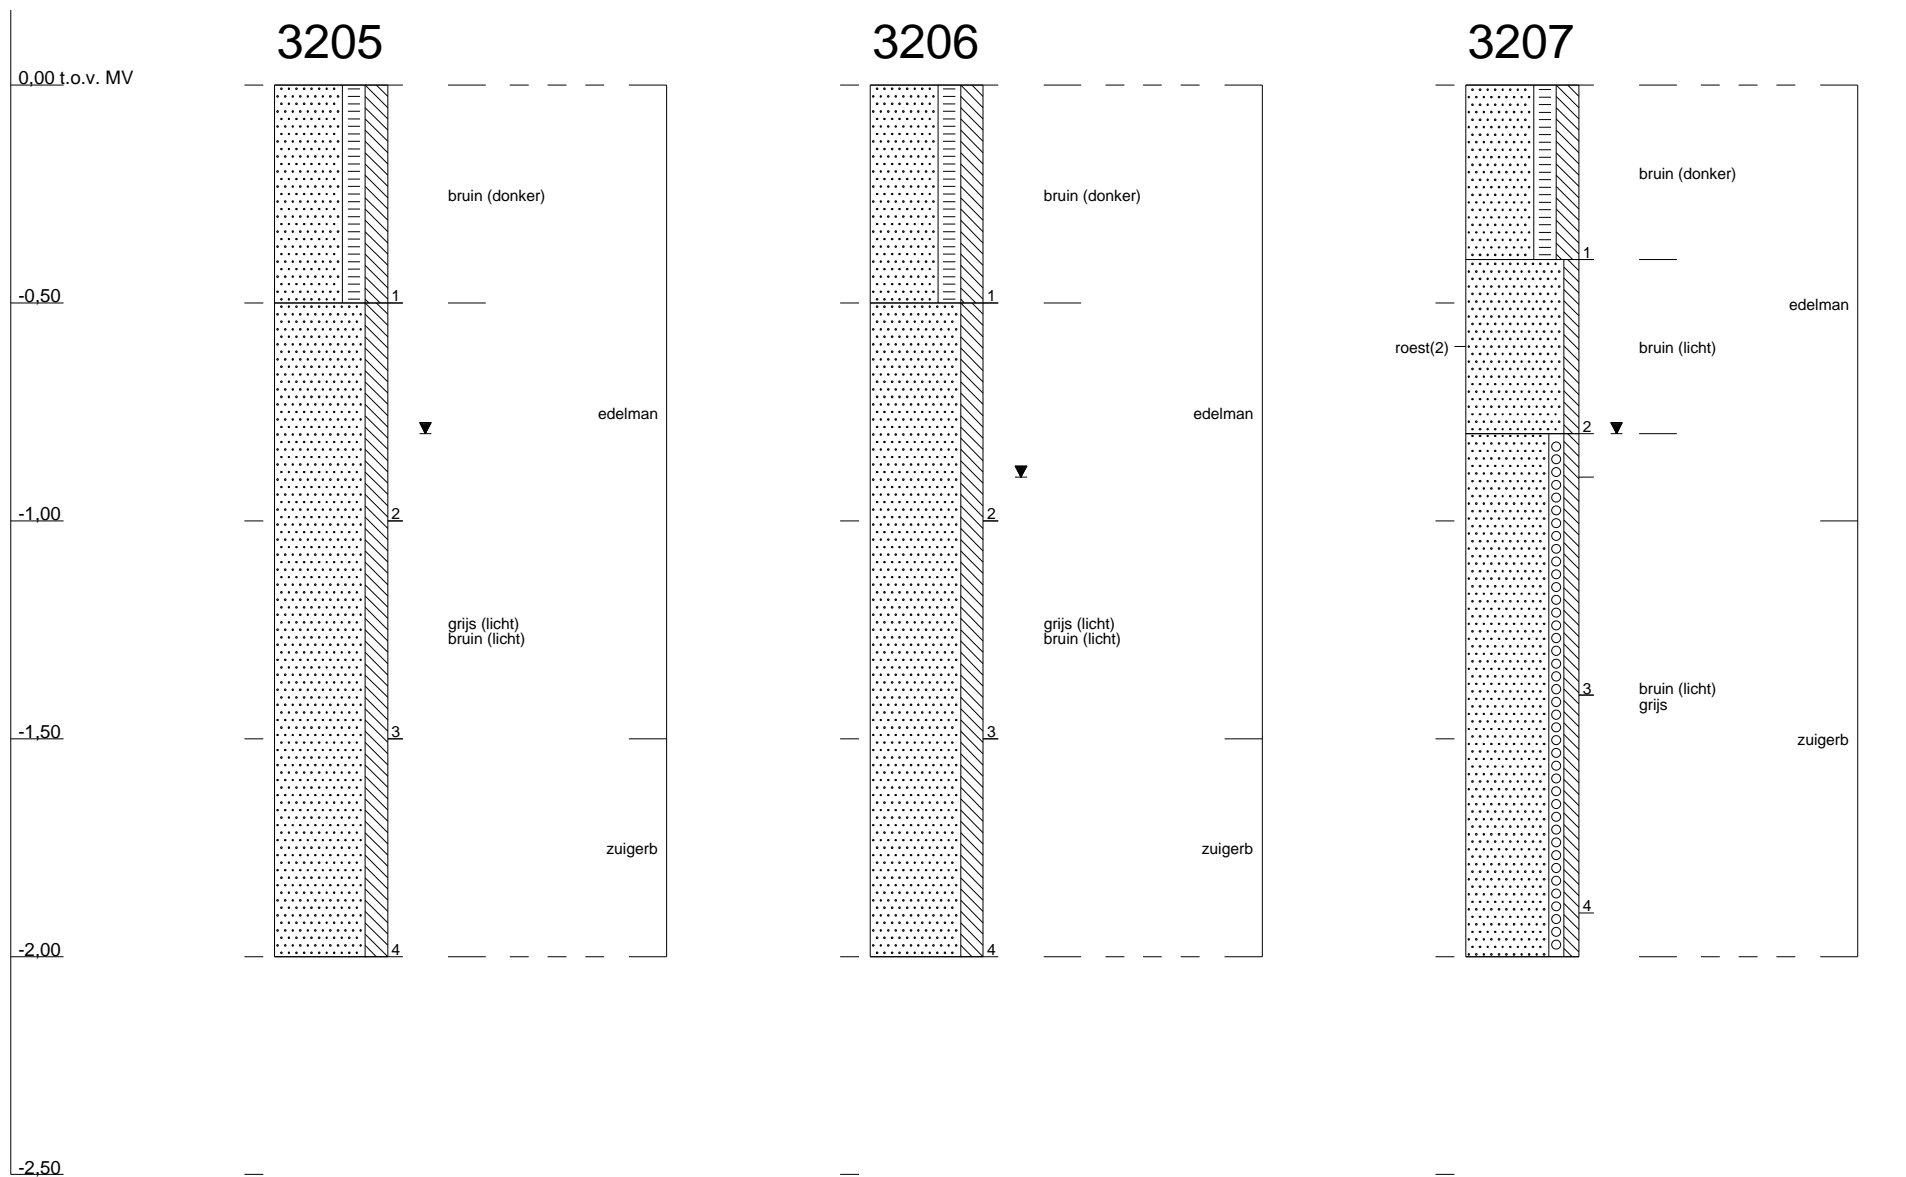 3205
3206
3207
0,00 t.o.v. MV
-0,50
-1,00
-1,50
-2,00
-2,50
bruin (donker)
1
edelman
2
grijs (licht)
bruin (licht)
3
zuigerb
4
bruin (donker)
1
edelman
2
grijs (licht)
bruin (licht)
3
zuigerb
4
bruin (donker)
1
edelman
roest(2)
bruin (licht)
2
3
bruin (licht)
grijs
zuigerb
4